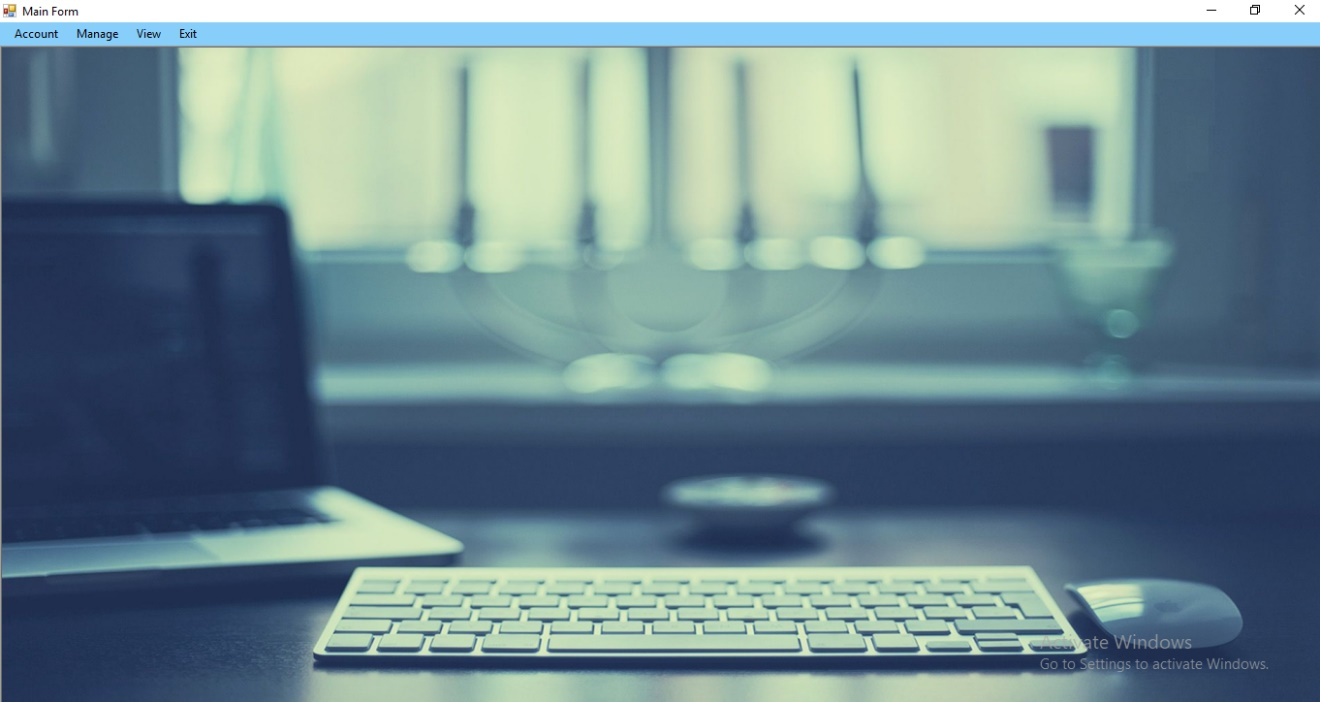 Main Form
Account Manage View Exit
Activate Windows
Go to Settings to activate Windows.